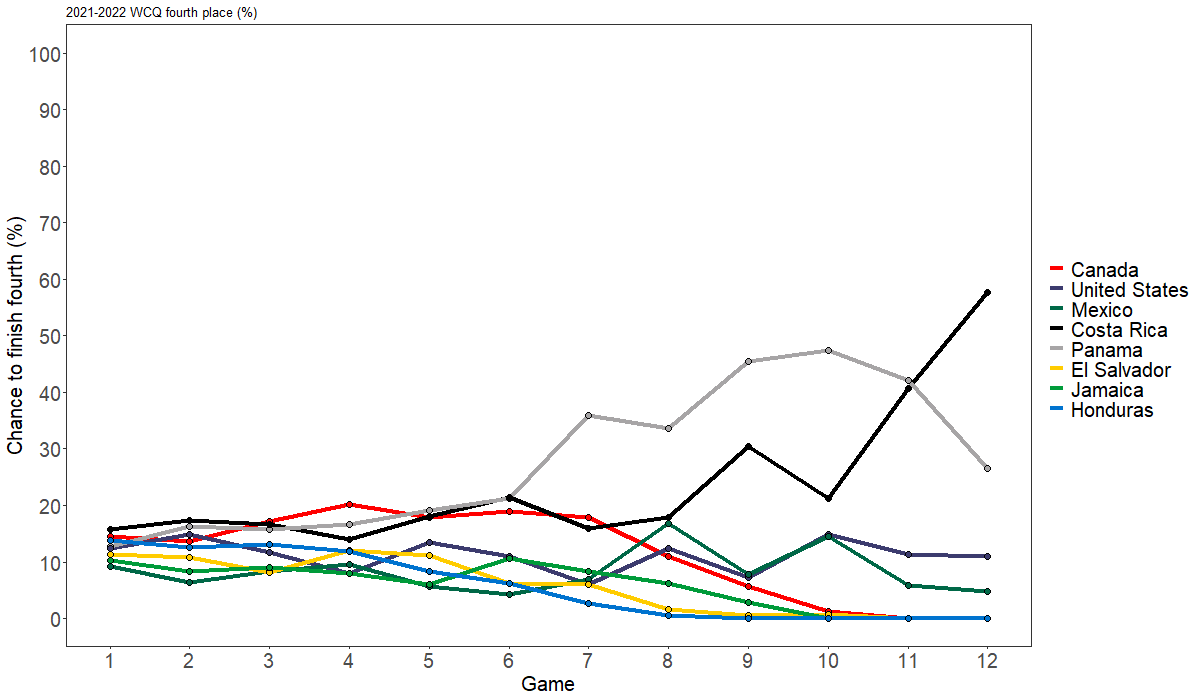 2021-2022 WCQ fourth place (%)
Chance to finish fourth (%)
100
90
80
70
60
50
40
30
20
10
0
1 2 3 4 5 6 7 8 9 10 11 12
Game
Canada
United States
Mexico
Costa Rica
Panama
El Salvador
Jamaica
Honduras